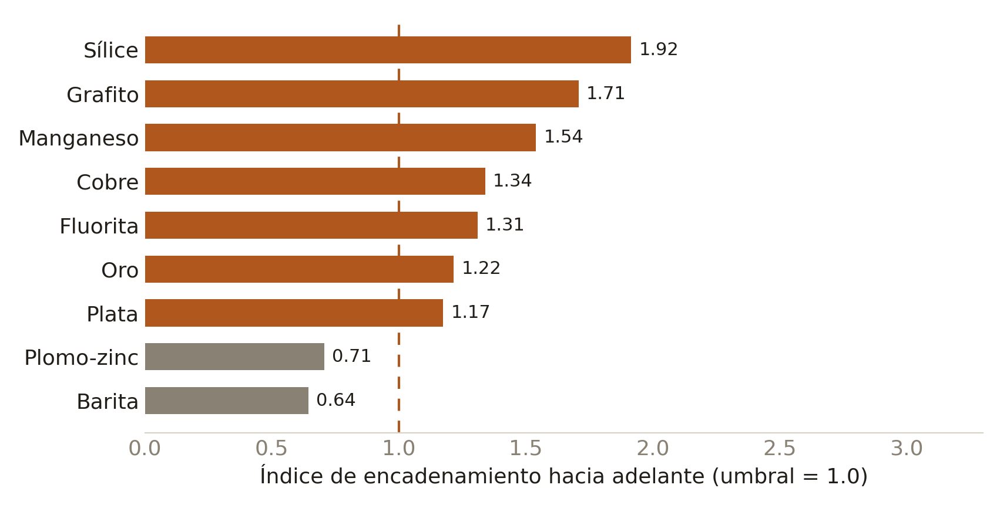 Sílice 1.92
Grafito 1.71
Manganeso 1.54
Cobre 1.34
Fluorita 1.31
Oro 1.22
Plata 1.17
Plomo-zinc 0.71
Barita 0.64
0.0 0.5 1.0 1.5 2.0 2.5 3.0
Índice de encadenamiento hacia adelante (umbral = 1.0)